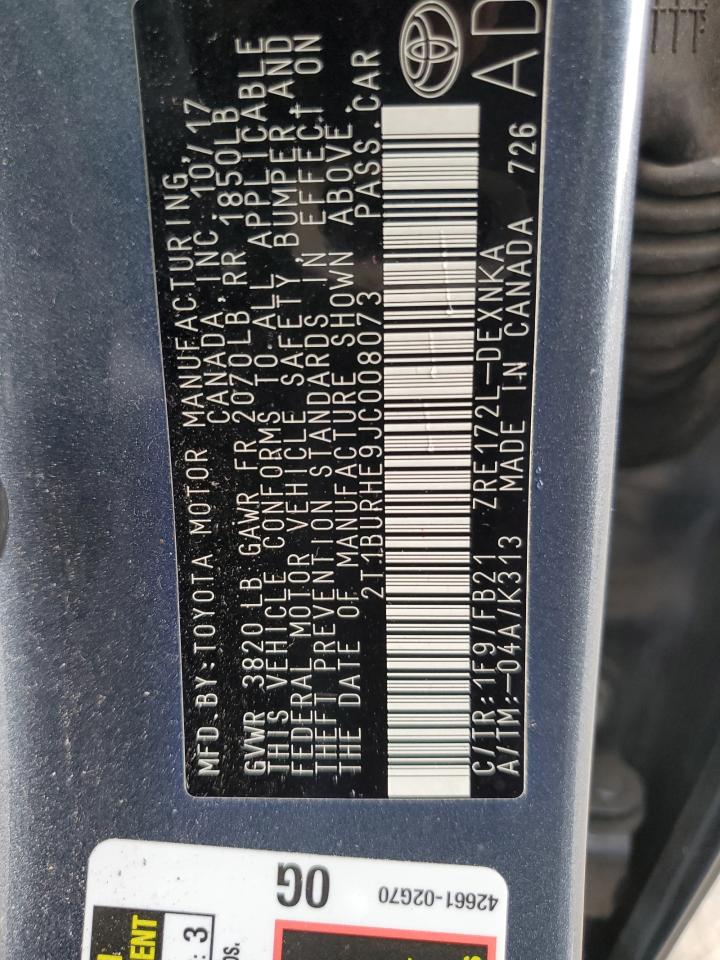 MFD. BY: TOYOTA MOTOR MANUFACTURING,
CANADA, INC. 10/17
GVWR 3820 LB GAWR FR 2070 LB, RR 1850LB
THIS VEHICLE CONFORMS TO ALL APPLICABLE
FEDERAL MOTOR VEHICLE SAFETY, BUMPER, AND
THEFT PREVENTION STANDARDS IN EFFECT ON
THE DATE OF MANUFACTURE SHOWN ABOVE.
2T1BURHE9JC008073 PASS. CAR
C/TR: 1F9/FB21 ZRE172L-DEXNKA
A/TM: -04A/K313 MADE IN CANADA 726
AD
0G
42661-02G70
ENT
: 3
os.